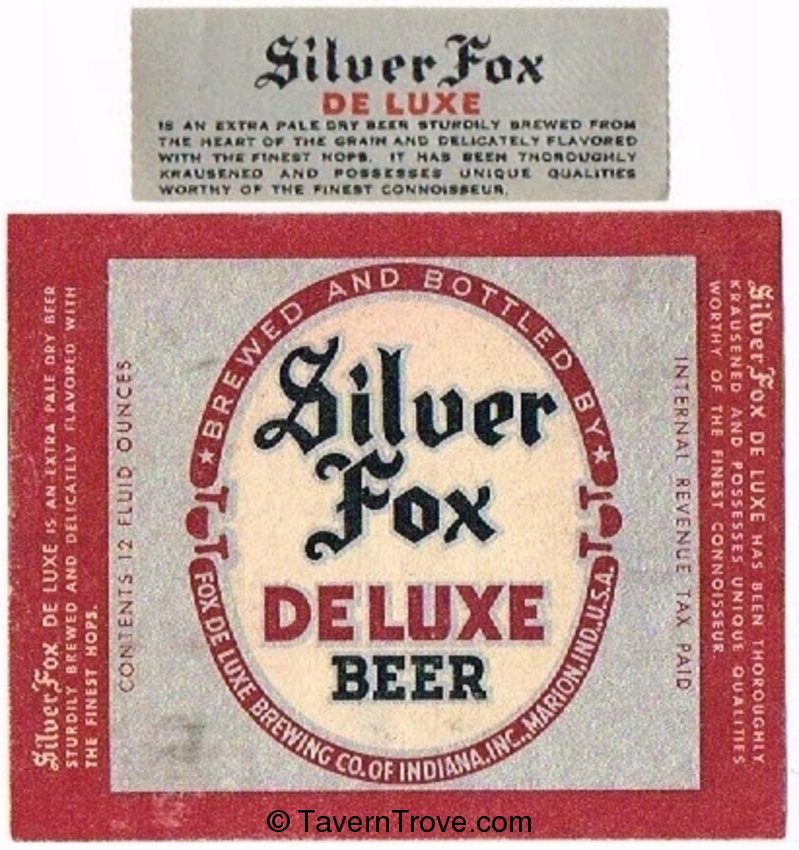 Silver Fox
DE LUXE
IS AN EXTRA PALE DRY BEER STURDILY BREWED FROM
THE HEART OF THE GRAIN AND DELICATELY FLAVORED
WITH THE FINEST HOPS. IT HAS BEEN THOROUGHLY
KRAUSENED AND POSSESSES UNIQUE QUALITIES
WORTHY OF THE FINEST CONNOISSEUR.
Silver Fox DE LUXE IS AN EXTRA PALE DRY BEER
STURDILY BREWED AND DELICATELY FLAVORED WITH
THE FINEST HOPS.
CONTENTS 12 FLUID OUNCES
★ BREWED AND BOTTLED BY ★
Silver
Fox
DE LUXE
BEER
FOX DE LUXE BREWING CO. OF INDIANA, INC., MARION, IND., U.S.A.
INTERNAL REVENUE TAX PAID
Silver Fox DE LUXE HAS BEEN THOROUGHLY
KRAUSENED AND POSSESSES UNIQUE QUALITIES
WORTHY OF THE FINEST CONNOISSEUR
© TavernTrove.com